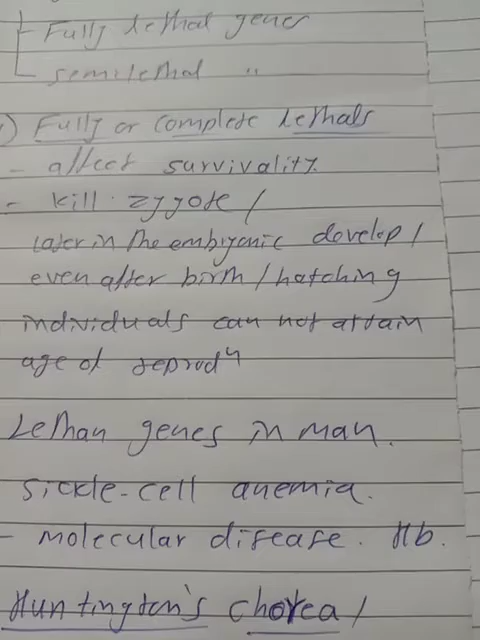 Fully lethal genes
semilethal "
) Fully or complete lethals
- affect survivality.
- kill zygote /
later in the embryonic develop /
even after birth / hatching
individuals can not attain
age of reprodⁿ
Lethan genes in man.
Sickle-cell anemia.
- molecular disease. Hb.
Huntington's chorea /